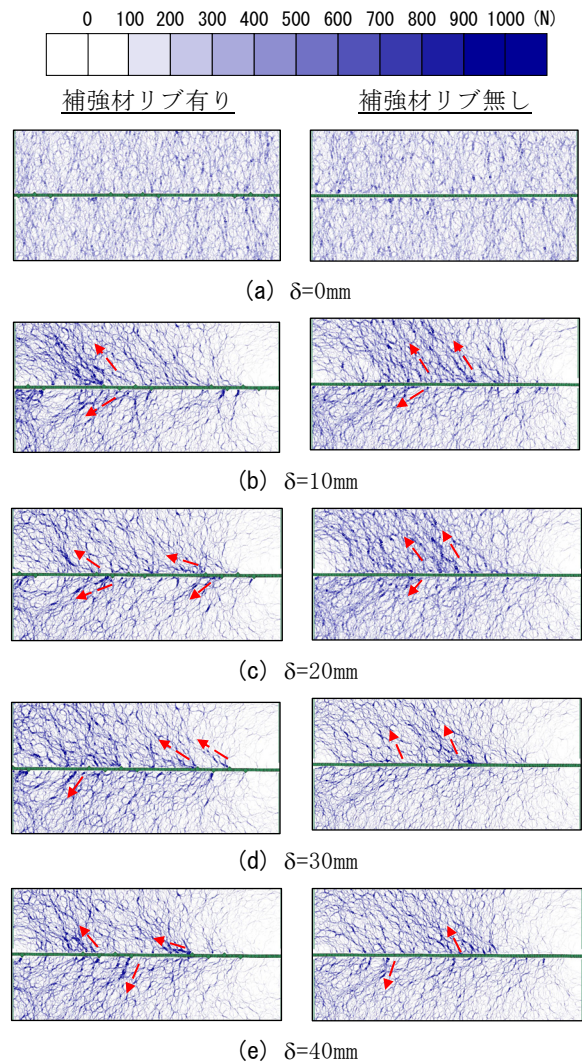 0 100 200 300 400 500 600 700 800 900 1000 (N)
補強材リブ有り 補強材リブ無し
(a) δ=0mm
(b) δ=10mm
(c) δ=20mm
(d) δ=30mm
(e) δ=40mm